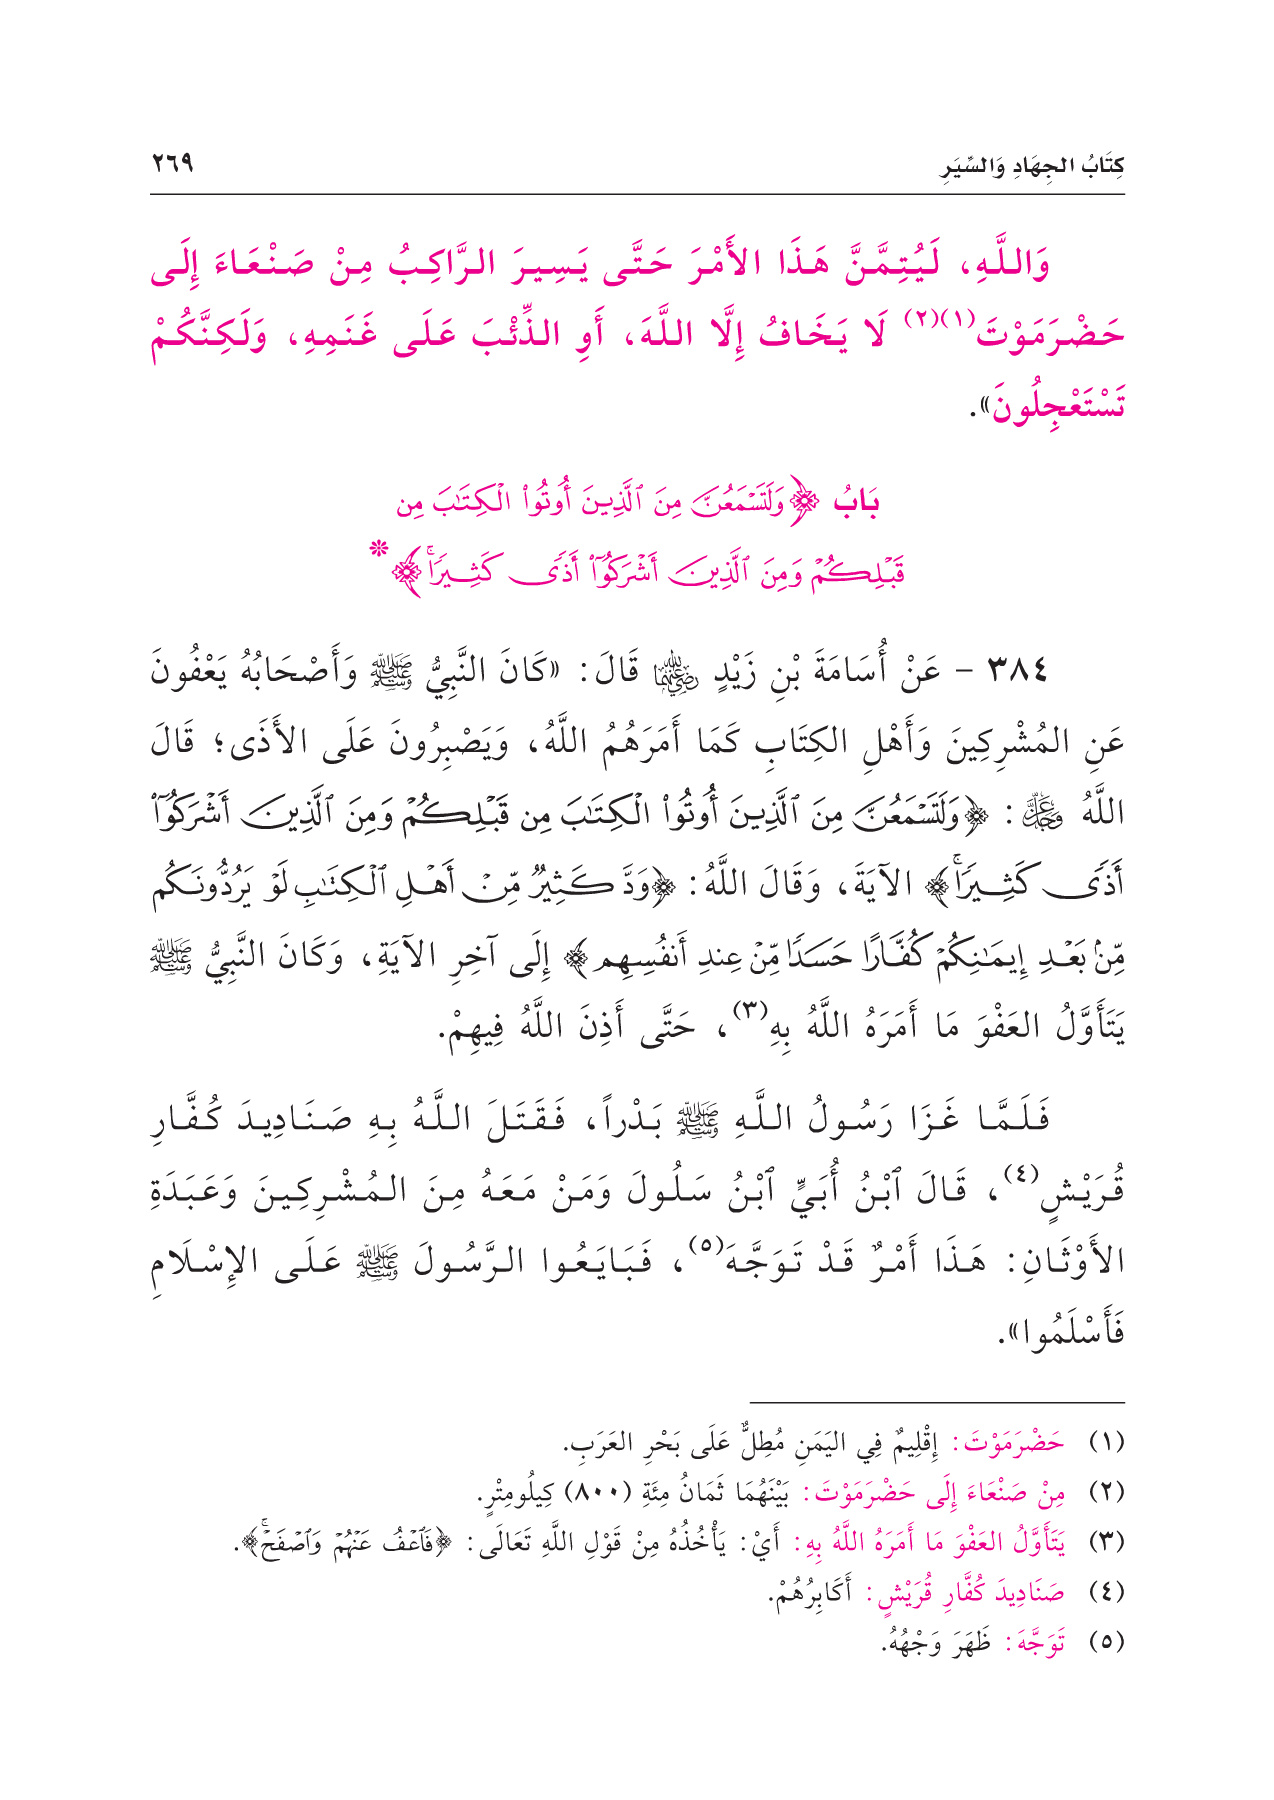 كِتَابُ الجِهَادِ وَالسِّيَرِ ٢٦٩
وَاللَّهِ، لَيُتِمَّنَّ هَذَا الأَمْرَ حَتَّى يَسِيرَ الرَّاكِبُ مِنْ صَنْعَاءَ إِلَى
حَضْرَمَوْتَ(١)(٢) لَا يَخَافُ إِلَّا اللَّهَ، أَوِ الذِّئْبَ عَلَى غَنَمِهِ، وَلَكِنَّكُمْ
تَسْتَعْجِلُونَ».
بَابُ ﴿وَلَتَسْمَعُنَّ مِنَ ٱلَّذِينَ أُوتُواْ ٱلْكِتَٰبَ مِن
قَبْلِكُمْ وَمِنَ ٱلَّذِينَ أَشْرَكُوٓاْ أَذًى كَثِيرًاۚ﴾*
٣٨٤ - عَنْ أُسَامَةَ بْنِ زَيْدٍ رضي الله عنهما قَالَ: «كَانَ النَّبِيُّ ﷺ وَأَصْحَابُهُ يَعْفُونَ
عَنِ المُشْرِكِينَ وَأَهْلِ الكِتَابِ كَمَا أَمَرَهُمُ اللَّهُ، وَيَصْبِرُونَ عَلَى الأَذَى؛ قَالَ
اللَّهُ عز وجل: ﴿وَلَتَسْمَعُنَّ مِنَ ٱلَّذِينَ أُوتُواْ ٱلْكِتَٰبَ مِن قَبْلِكُمْ وَمِنَ ٱلَّذِينَ أَشْرَكُوٓاْ
أَذًى كَثِيرًاۚ﴾ الآيَةَ، وَقَالَ اللَّهُ: ﴿وَدَّ كَثِيرٌ مِّنْ أَهْلِ ٱلْكِتَٰبِ لَوْ يَرُدُّونَكُم
مِّنۢ بَعْدِ إِيمَٰنِكُمْ كُفَّارًا حَسَدًا مِّنْ عِندِ أَنفُسِهِم﴾ إِلَى آخِرِ الآيَةِ، وَكَانَ النَّبِيُّ ﷺ
يَتَأَوَّلُ العَفْوَ مَا أَمَرَهُ اللَّهُ بِهِ(٣)، حَتَّى أَذِنَ اللَّهُ فِيهِمْ.
فَلَمَّا غَزَا رَسُولُ اللَّهِ ﷺ بَدْراً، فَقَتَلَ اللَّهُ بِهِ صَنَادِيدَ كُفَّارِ
قُرَيْشٍ(٤)، قَالَ ٱبْنُ أُبَيٍّ ٱبْنُ سَلُولَ وَمَنْ مَعَهُ مِنَ المُشْرِكِينَ وَعَبَدَةِ
الأَوْثَانِ: هَذَا أَمْرٌ قَدْ تَوَجَّهَ(٥)، فَبَايَعُوا الرَّسُولَ ﷺ عَلَى الإِسْلَامِ
فَأَسْلَمُوا».
(١) حَضْرَمَوْتَ: إِقْلِيمٌ فِي اليَمَنِ مُطِلٌّ عَلَى بَحْرِ العَرَبِ.
(٢) مِنْ صَنْعَاءَ إِلَى حَضْرَمَوْتَ: بَيْنَهُمَا ثَمَانُ مِئَةِ (٨٠٠) كِيلُومِتْرٍ.
(٣) يَتَأَوَّلُ العَفْوَ مَا أَمَرَهُ اللَّهُ بِهِ: أَيْ: يَأْخُذُهُ مِنْ قَوْلِ اللَّهِ تَعَالَى: ﴿فَٱعْفُ عَنْهُمْ وَٱصْفَحْۚ﴾.
(٤) صَنَادِيدَ كُفَّارِ قُرَيْشٍ: أَكَابِرُهُمْ.
(٥) تَوَجَّهَ: ظَهَرَ وَجْهُهُ.